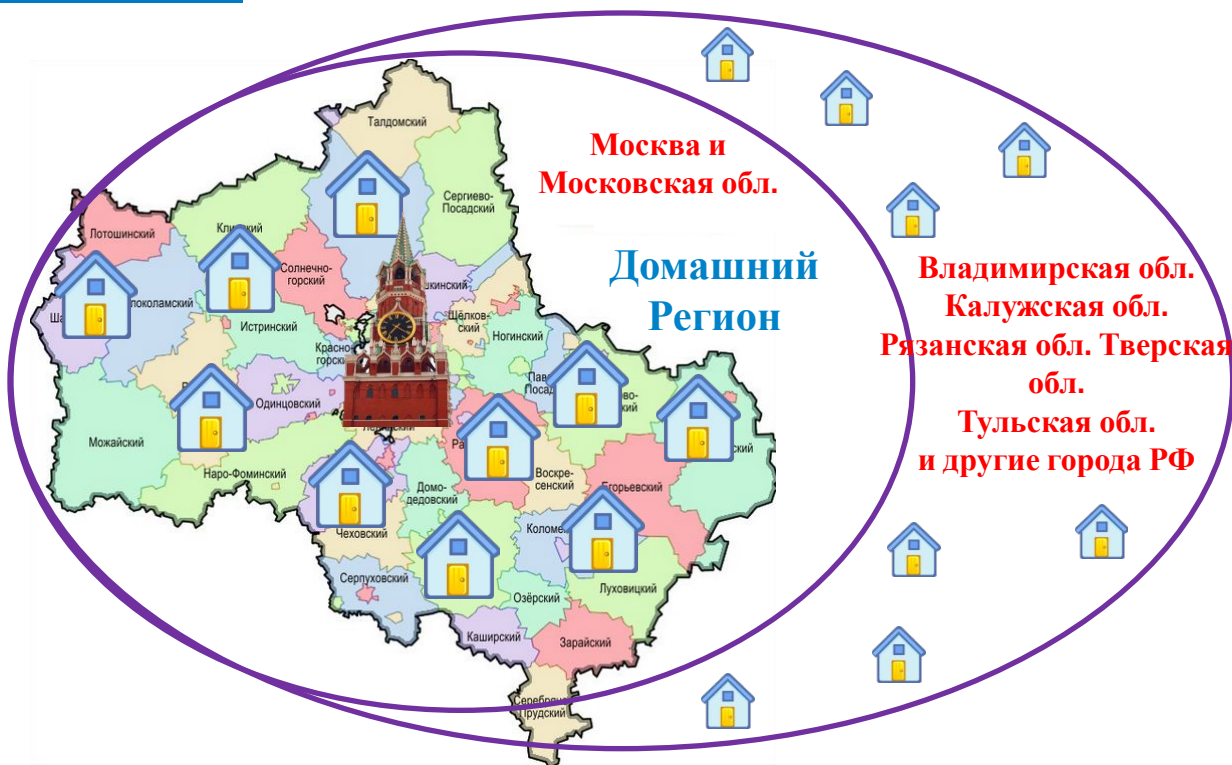 Талдомский
Москва и
Московская обл.
Сергиево-
Посадский
Лотошинский
Солнечно-
горский
Домашний
Регион
Владимирская обл.
Калужская обл.
Рязанская обл. Тверская
обл.
Тульская обл.
и другие города РФ
Щёлков-
ский
Истринский
Ногинский
Одинцовский
Можайский
Наро-Фоминский
Воскре-
сенский
Егорьевский
Домо-
дедовский
Чеховский
Серпуховский
Луховицкий
Озёрский
Каширский
Зарайский
Прудский